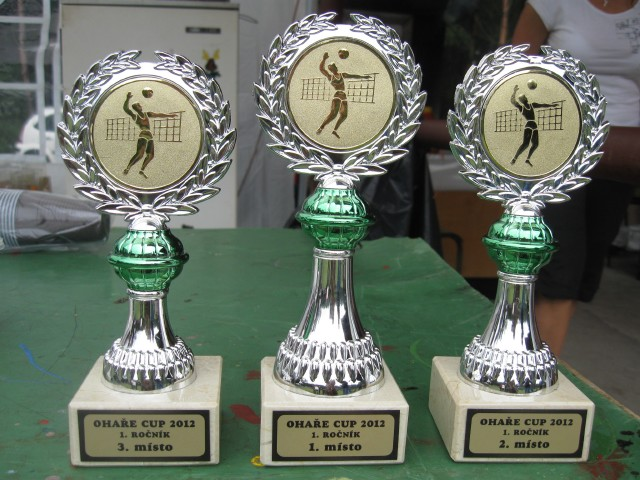 OHAŘE CUP 2012
1. ROČNÍK
3. místo
OHAŘE CUP 2012
1. ROČNÍK
1. místo
OHAŘE CUP 2012
1. ROČNÍK
2. místo